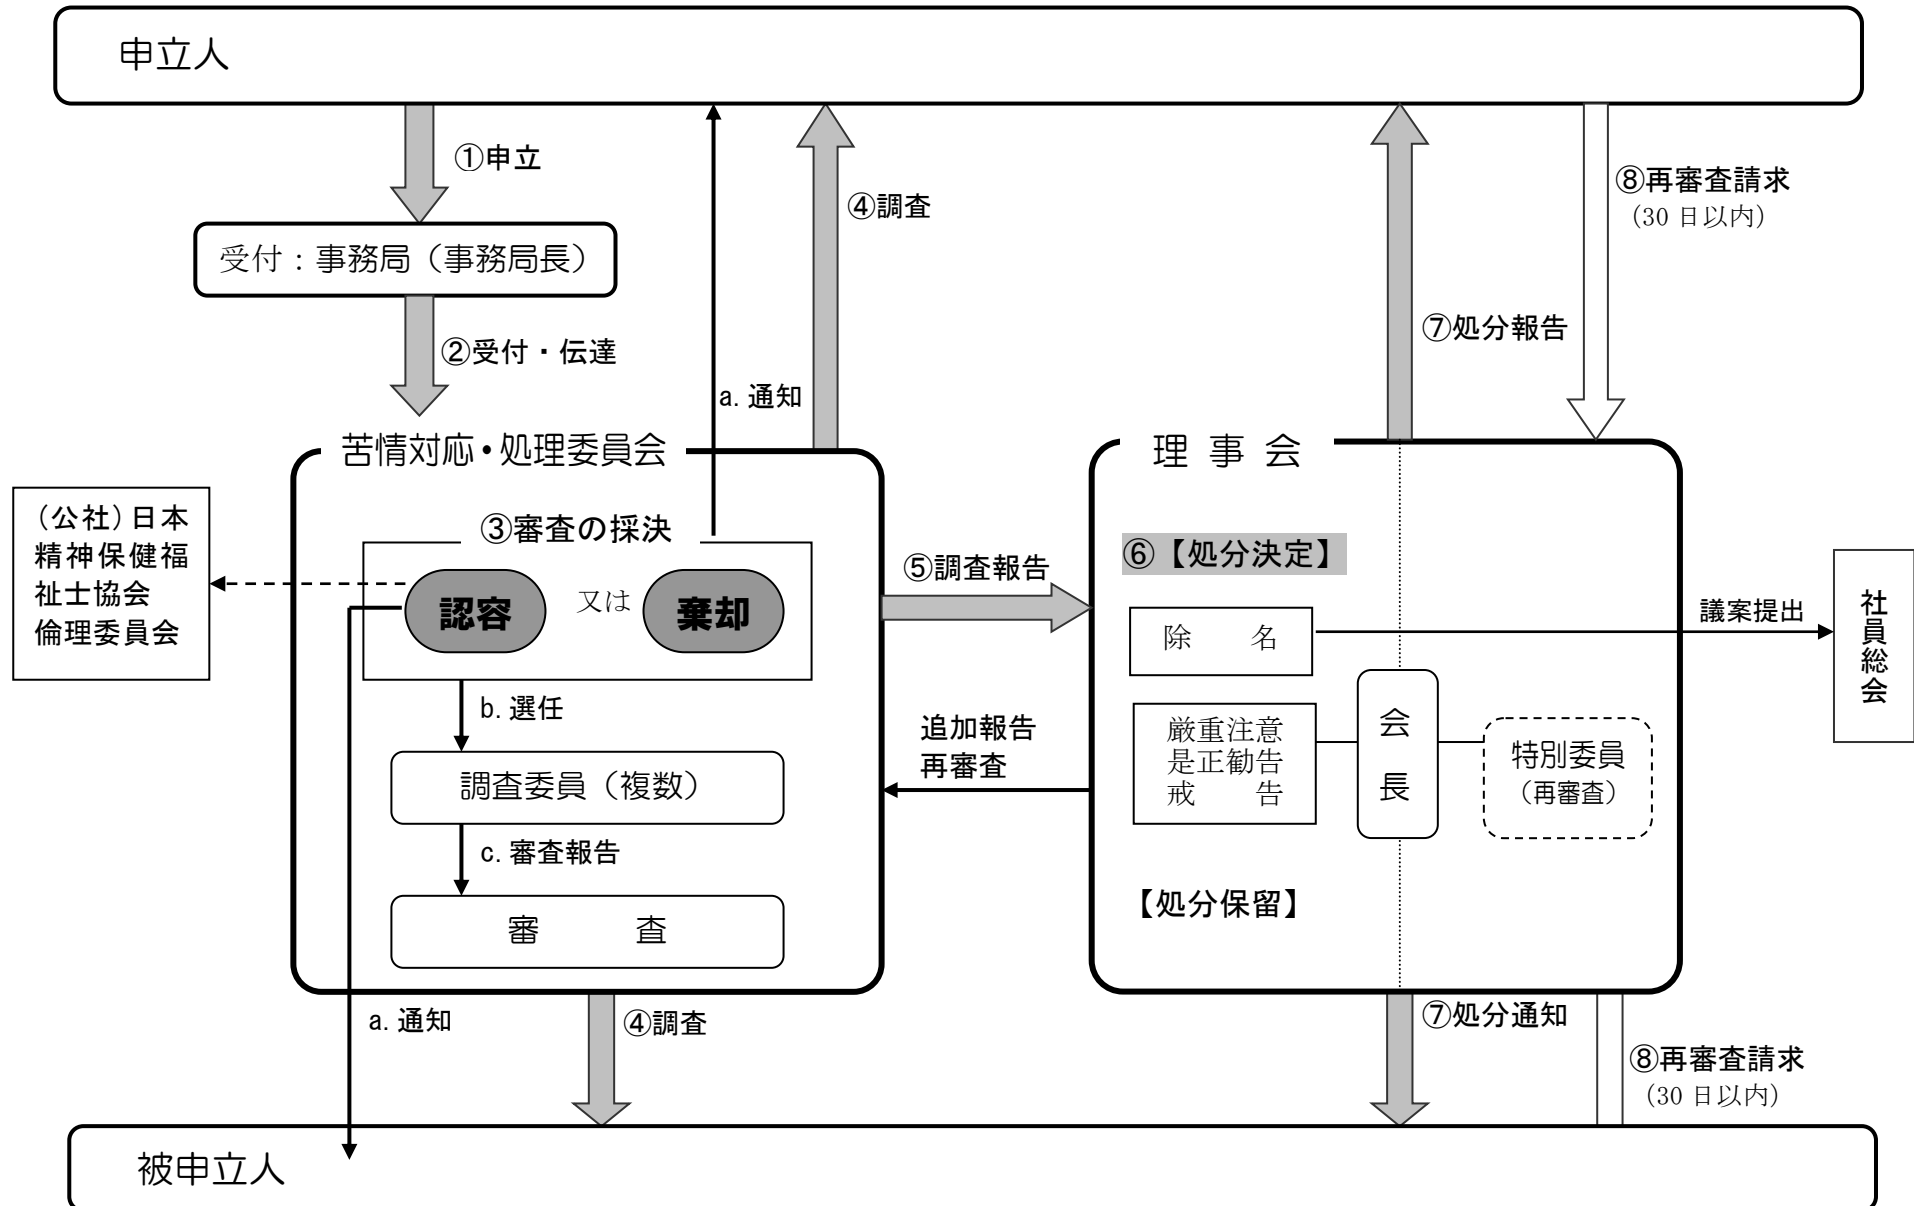 申立人
①申立
④調査
⑧再審査請求
(30日以内)
受付：事務局（事務局長）
⑦処分報告
②受付・伝達
a. 通知
苦情対応・処理委員会
理 事 会
（公社）日本
精神保健福
祉士協会
倫理委員会
③審査の採決
認容
又は
棄却
⑤調査報告
⑥【処分決定】
除　名
議案提出
社員総会
b. 選任
追加報告
再審査
厳重注意
是正勧告
戒　告
会長
特別委員
（再審査）
調査委員（複数）
c. 審査報告
審　査
【処分保留】
a. 通知
④調査
⑦処分通知
⑧再審査請求
(30日以内)
被申立人